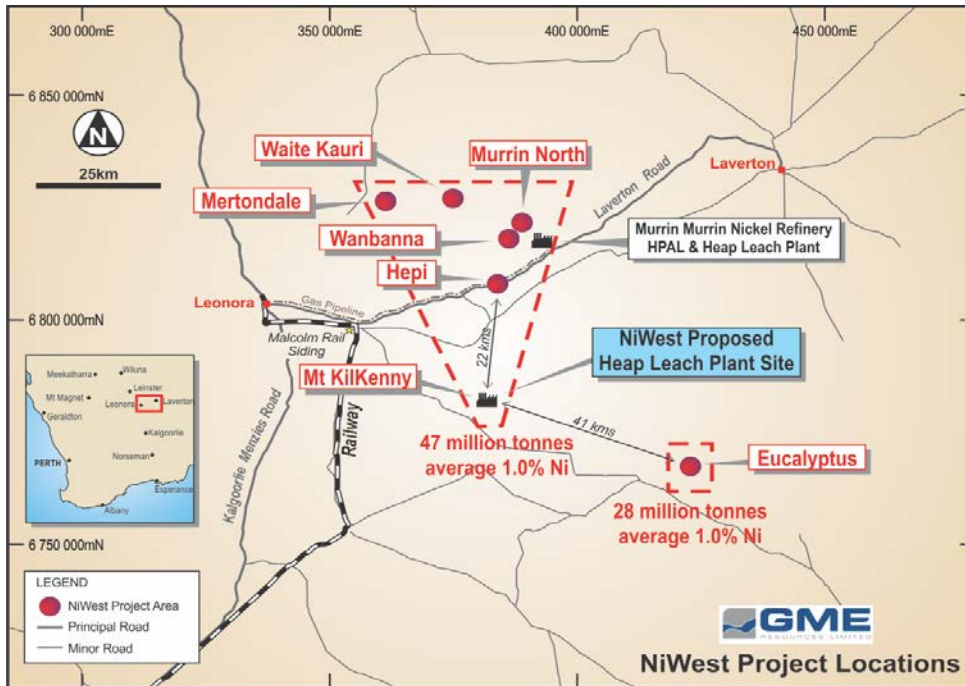 300 000mE
350 000mE
400 000mE
450 000mE
6 850 000mN
N
25km
Waite Kauri
Murrin North
Laverton
Laverton Road
Mertondale
Wanbanna
Murrin Murrin Nickel Refinery
HPAL & Heap Leach Plant
Hepi
Gas Pipeline
Leonora
6 800 000mN
Malcolm Rail
Siding
22 kms
NiWest Proposed
Heap Leach Plant Site
Mt KilKenny
Meekatharra
Wiluna
Leinster
Mt Magnet
Leonora
Laverton
Geraldton
Kalgoorlie
PERTH
Norseman
Esperance
Albany
Kalgoorlie Menzies Road
Railway
47 million tonnes
average 1.0% Ni
41 kms
Eucalyptus
28 million tonnes
average 1.0% Ni
6 750 000mN
LEGEND
NiWest Project Area
Principal Road
Minor Road
GME
RESOURCES LIMITED
NiWest Project Locations